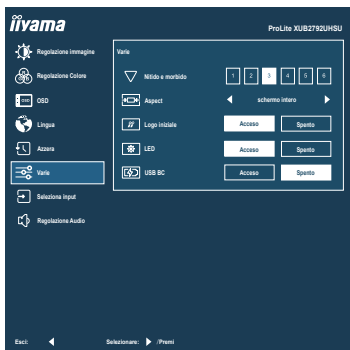 iiyama
ProLite XUB2792UHSU
Regolazione immagine
Regolazione Colore
OSD
OSD
Lingua
Azzera
Varie
Seleziona input
Regolazione Audio
Varie
Nitido e morbido 1 2 3 4 5 6
Aspect schermo intero
Logo iniziale Acceso Spento
LED Acceso Spento
USB BC Acceso Spento
Esci: Selezionare: /Premi